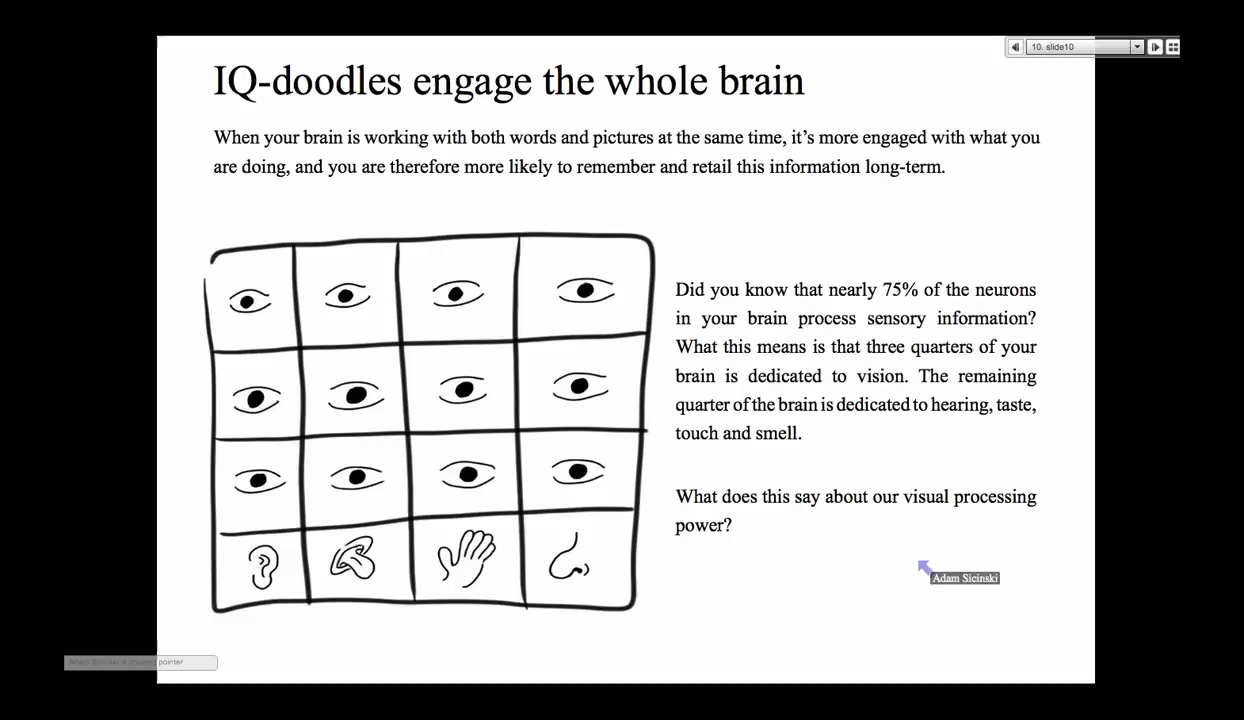 10. slide10
IQ-doodles engage the whole brain
When your brain is working with both words and pictures at the same time, it's more engaged with what you
are doing, and you are therefore more likely to remember and retail this information long-term.
Did you know that nearly 75% of the neurons
in your brain process sensory information?
What this means is that three quarters of your
brain is dedicated to vision. The remaining
quarter of the brain is dedicated to hearing, taste,
touch and smell.
What does this say about our visual processing
power?
Adam Sicinski
Adam Sicinski is showing pointer